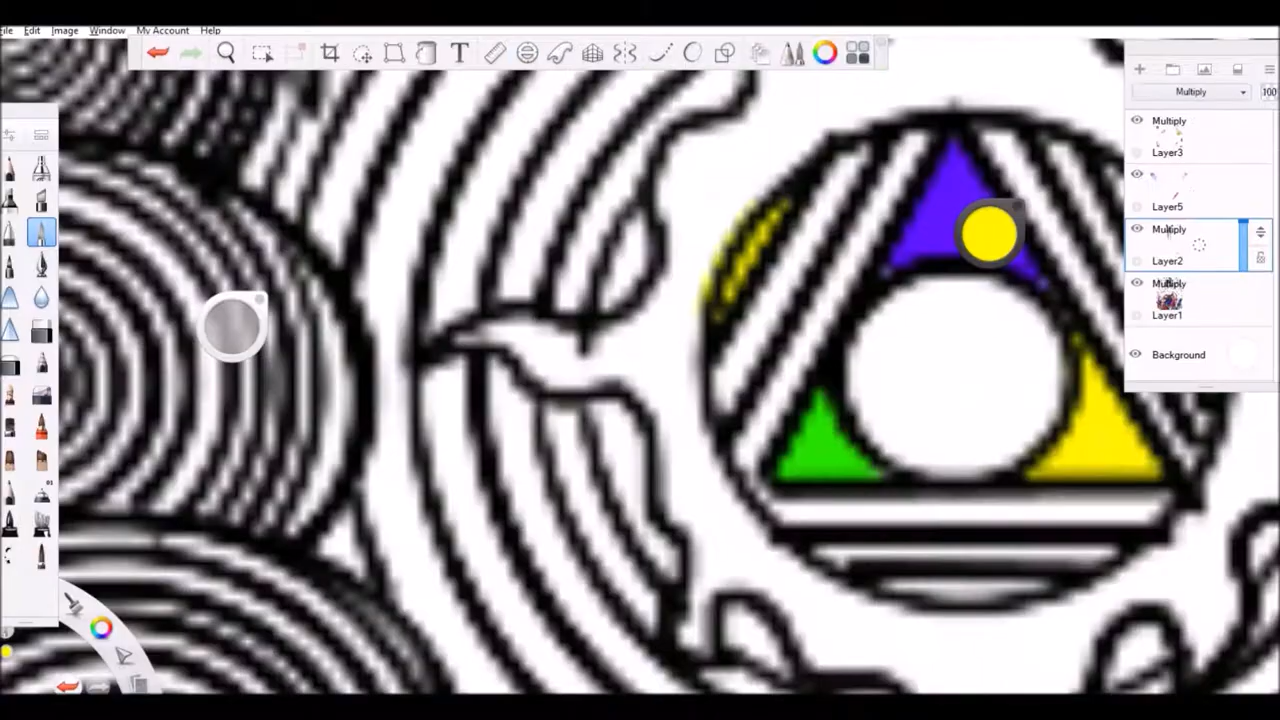 File Edit Image Window My Account Help
T
Multiply 100
Multiply
Layer3
Layer5
Multiply
Layer2
Multiply
Layer1
Background